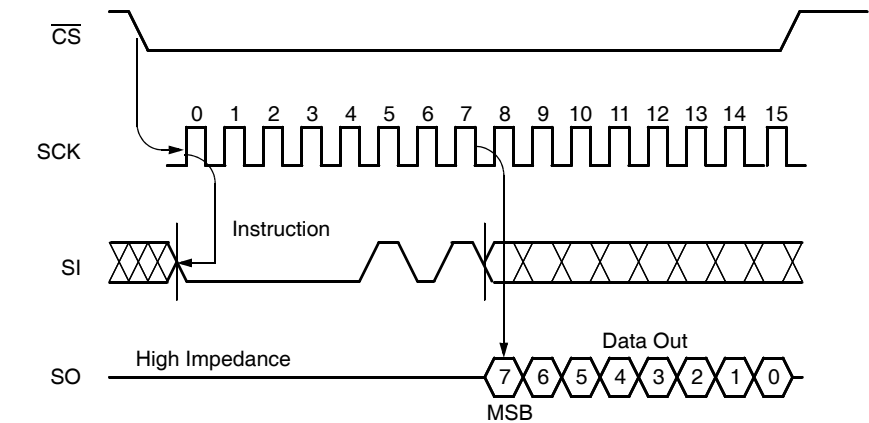 CS
0 1 2 3 4 5 6 7 8 9 10 11 12 13 14 15
SCK
Instruction
SI
Data Out
High Impedance
SO
7 6 5 4 3 2 1 0
MSB